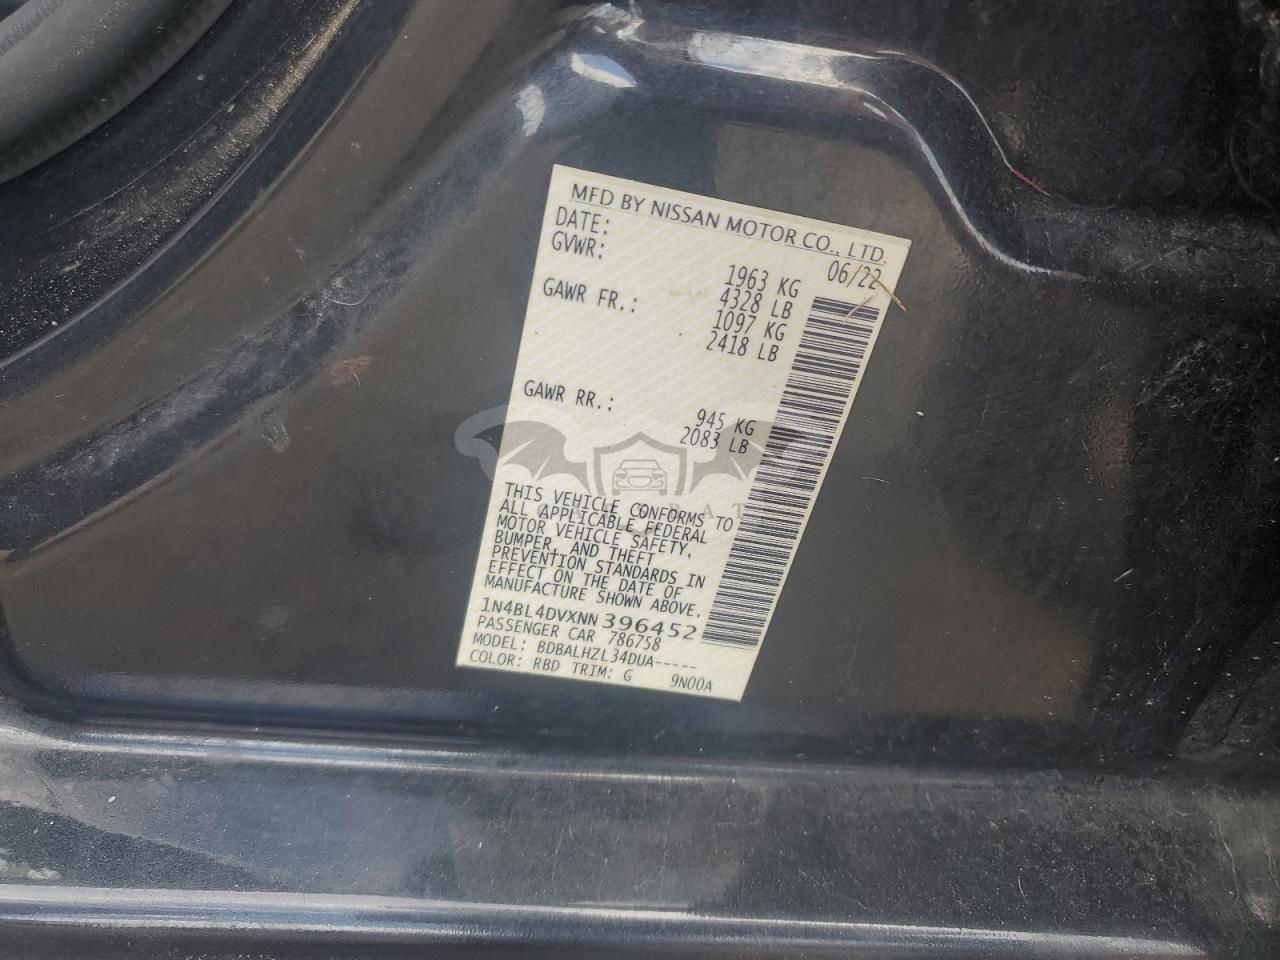 MFD BY NISSAN MOTOR CO., LTD.
DATE: 06/22
GVWR: 1963 KG
4328 LB
GAWR FR.: 1097 KG
2418 LB
GAWR RR.: 945 KG
2083 LB
THIS VEHICLE CONFORMS TO
ALL APPLICABLE FEDERAL
MOTOR VEHICLE SAFETY,
BUMPER, AND THEFT
PREVENTION STANDARDS IN
EFFECT ON THE DATE OF
MANUFACTURE SHOWN ABOVE.
1N4BL4DVXNN396452
PASSENGER CAR 786758
MODEL: BDBALHZL34DUA-----
COLOR: RBD TRIM: G 9N00A